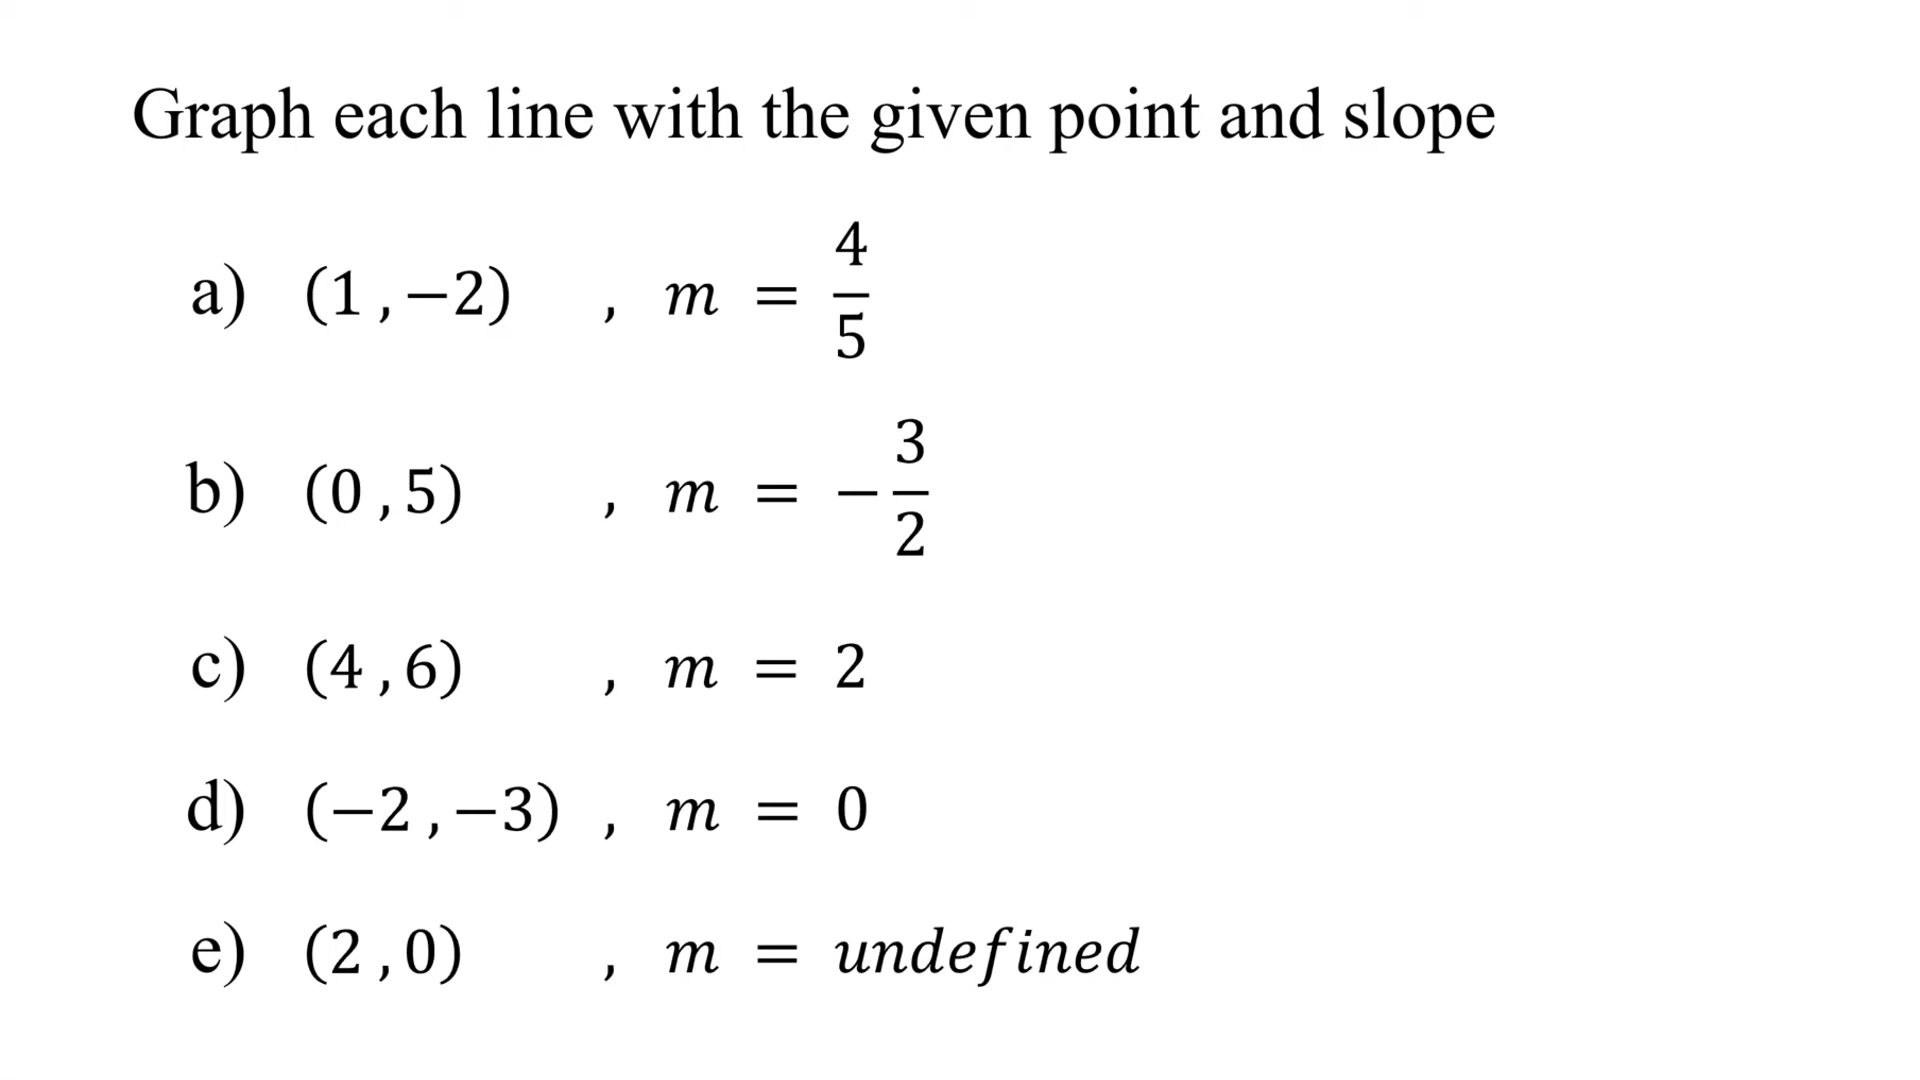 Graph each line with the given point and slope
a) (1 ,−2) , m = 4/5
b) (0 ,5) , m = −3/2
c) (4 ,6) , m = 2
d) (−2 ,−3) , m = 0
e) (2 ,0) , m = undefined